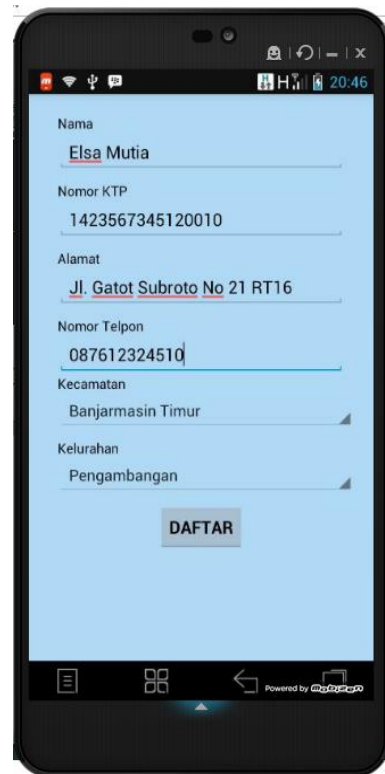 H 20:46
Nama
Elsa Mutia
Nomor KTP
1423567345120010
Alamat
Jl. Gatot Subroto No 21 RT16
Nomor Telpon
087612324510
Kecamatan
Banjarmasin Timur
Kelurahan
Pengambangan
DAFTAR
Powered by Mobizen